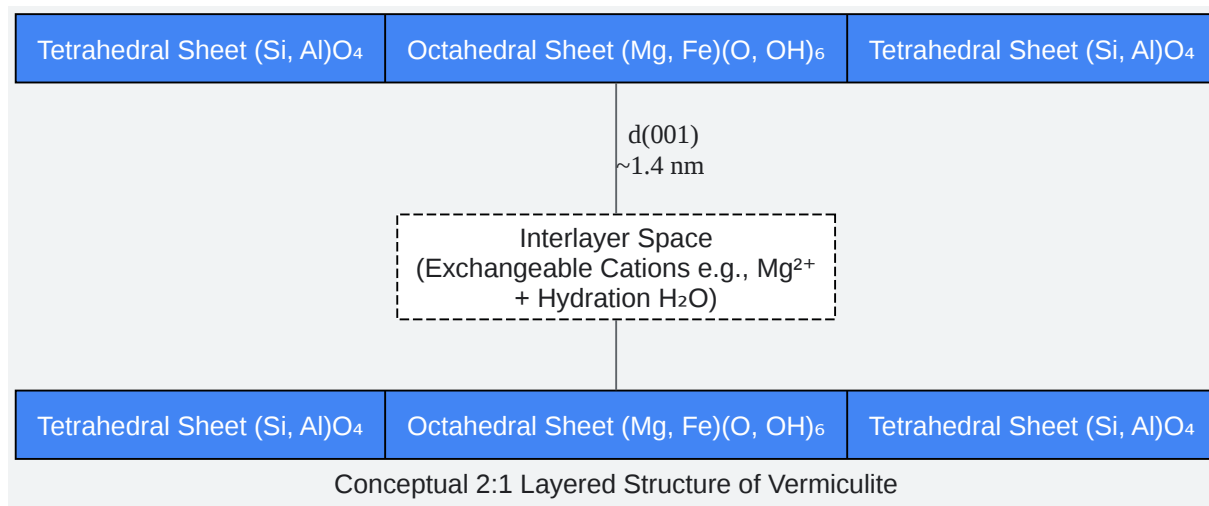 Tetrahedral Sheet (Si, Al)O₄
Octahedral Sheet (Mg, Fe)(O, OH)₆
Tetrahedral Sheet (Si, Al)O₄
d(001)
~1.4 nm
Interlayer Space
(Exchangeable Cations e.g., Mg²⁺
+ Hydration H₂O)
Tetrahedral Sheet (Si, Al)O₄
Octahedral Sheet (Mg, Fe)(O, OH)₆
Tetrahedral Sheet (Si, Al)O₄
Conceptual 2:1 Layered Structure of Vermiculite